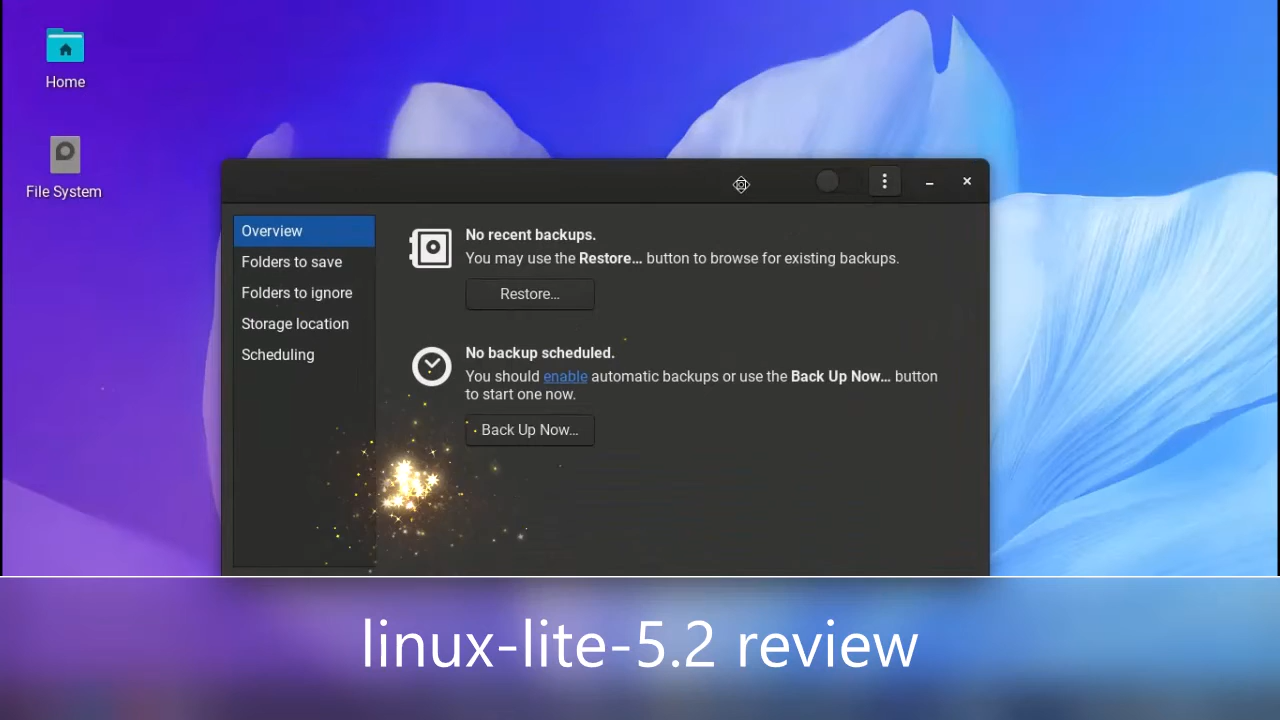 Home
File System
Overview
Folders to save
Folders to ignore
Storage location
Scheduling
No recent backups.
You may use the Restore... button to browse for existing backups.
Restore...
No backup scheduled.
You should enable automatic backups or use the Back Up Now... button
to start one now.
Back Up Now...
linux-lite-5.2 review